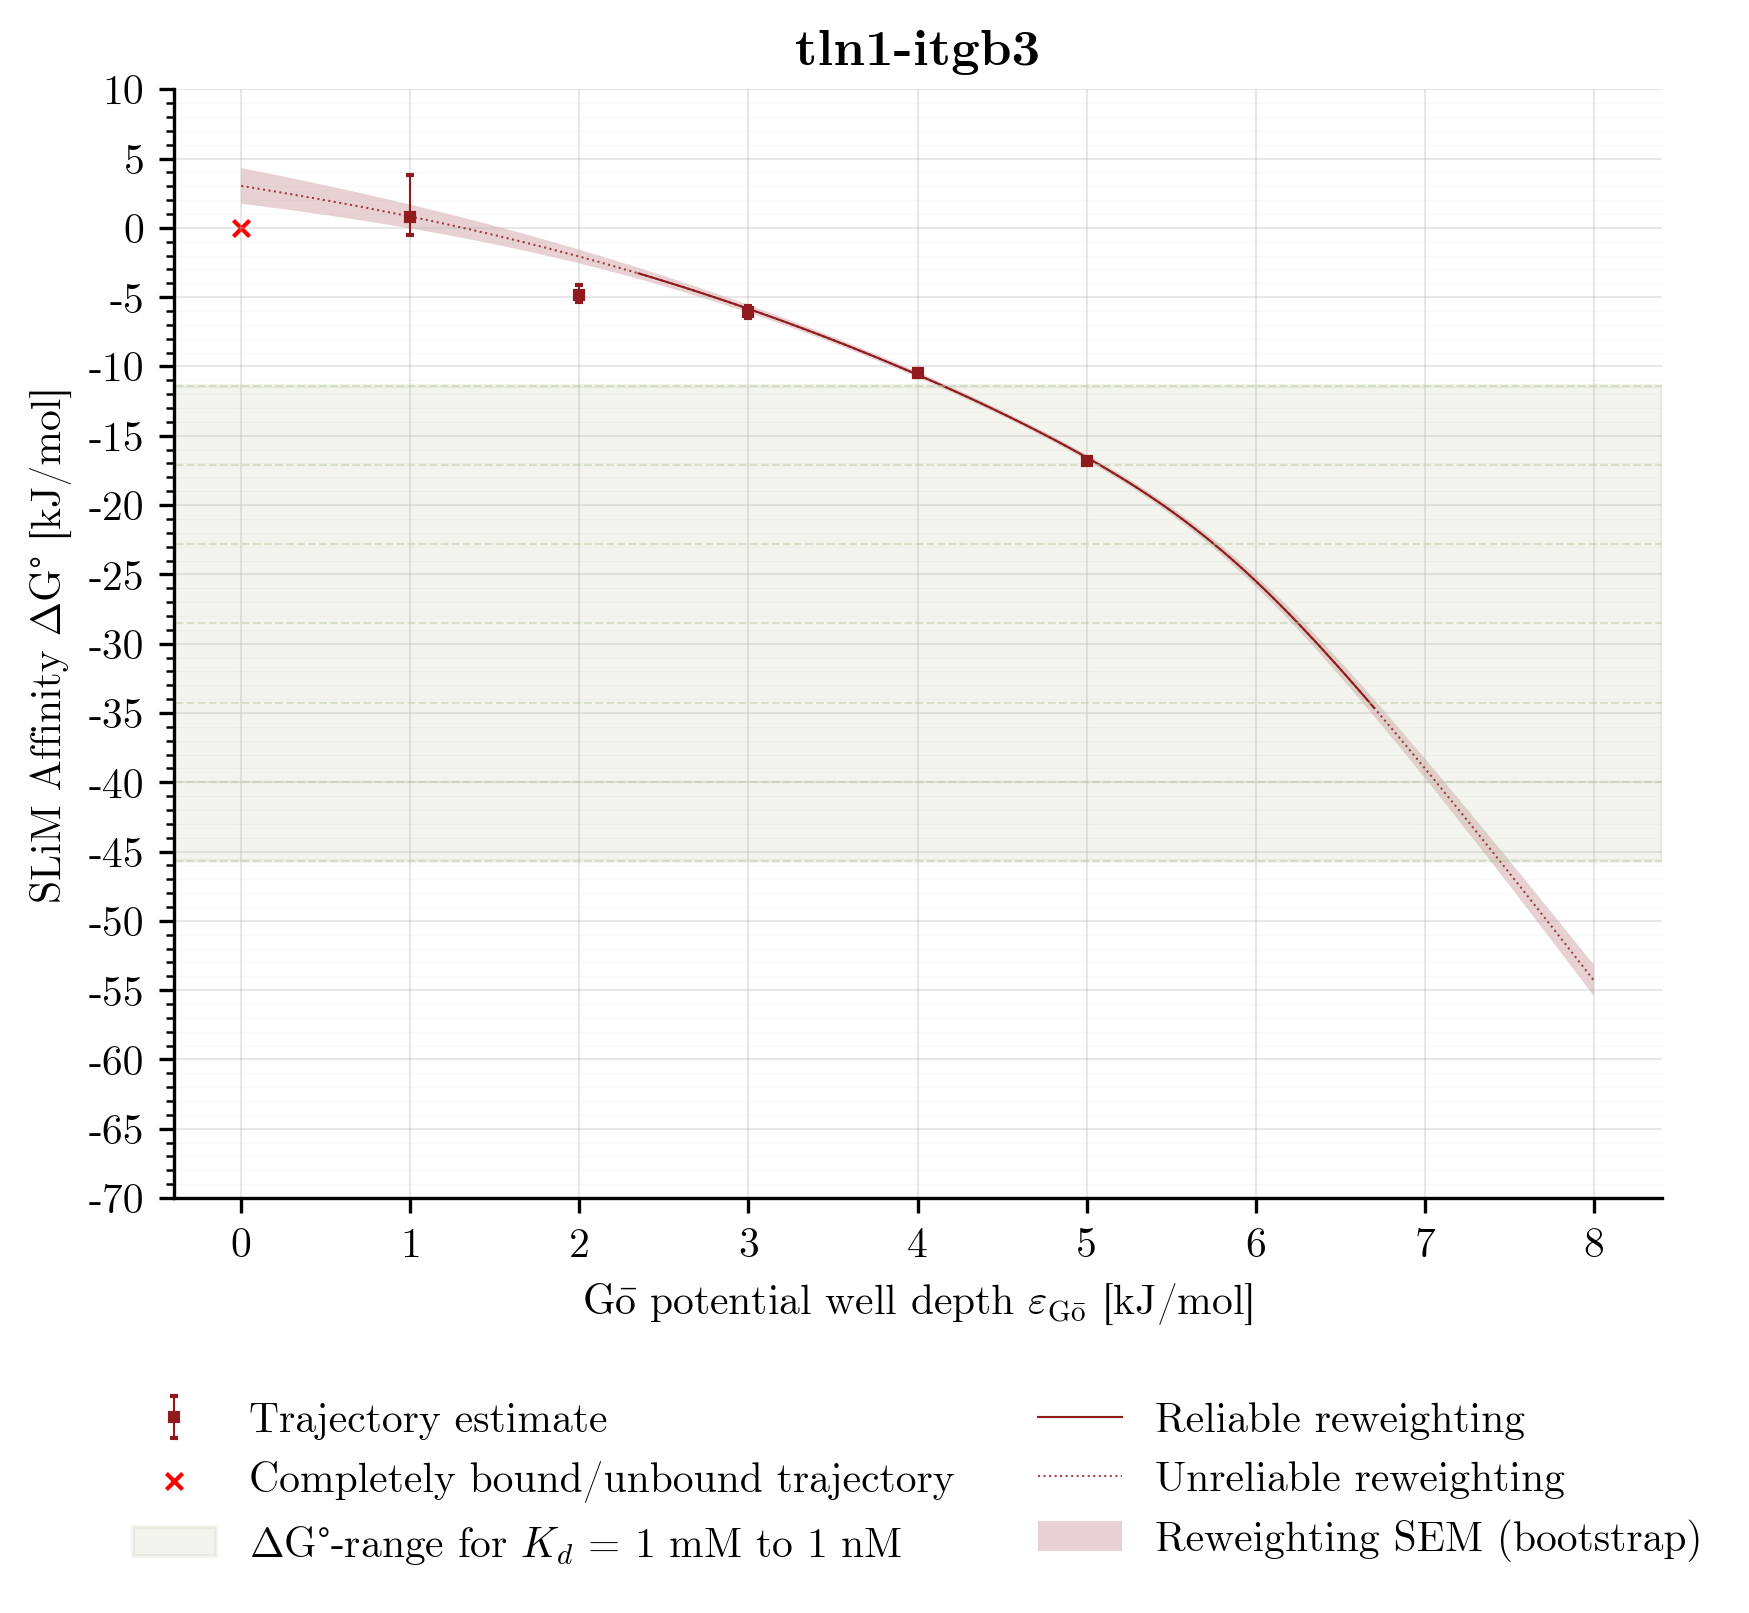 tln1-itgb3
10
5
0
-5
-10
-15
-20
-25
-30
-35
-40
-45
-50
-55
-60
-65
-70
SLiM Affinity ΔG° [kJ/mol]
0 1 2 3 4 5 6 7 8
Gō potential well depth ε_Gō [kJ/mol]
Trajectory estimate
Completely bound/unbound trajectory
ΔG°-range for K_d = 1 mM to 1 nM
Reliable reweighting
Unreliable reweighting
Reweighting SEM (bootstrap)